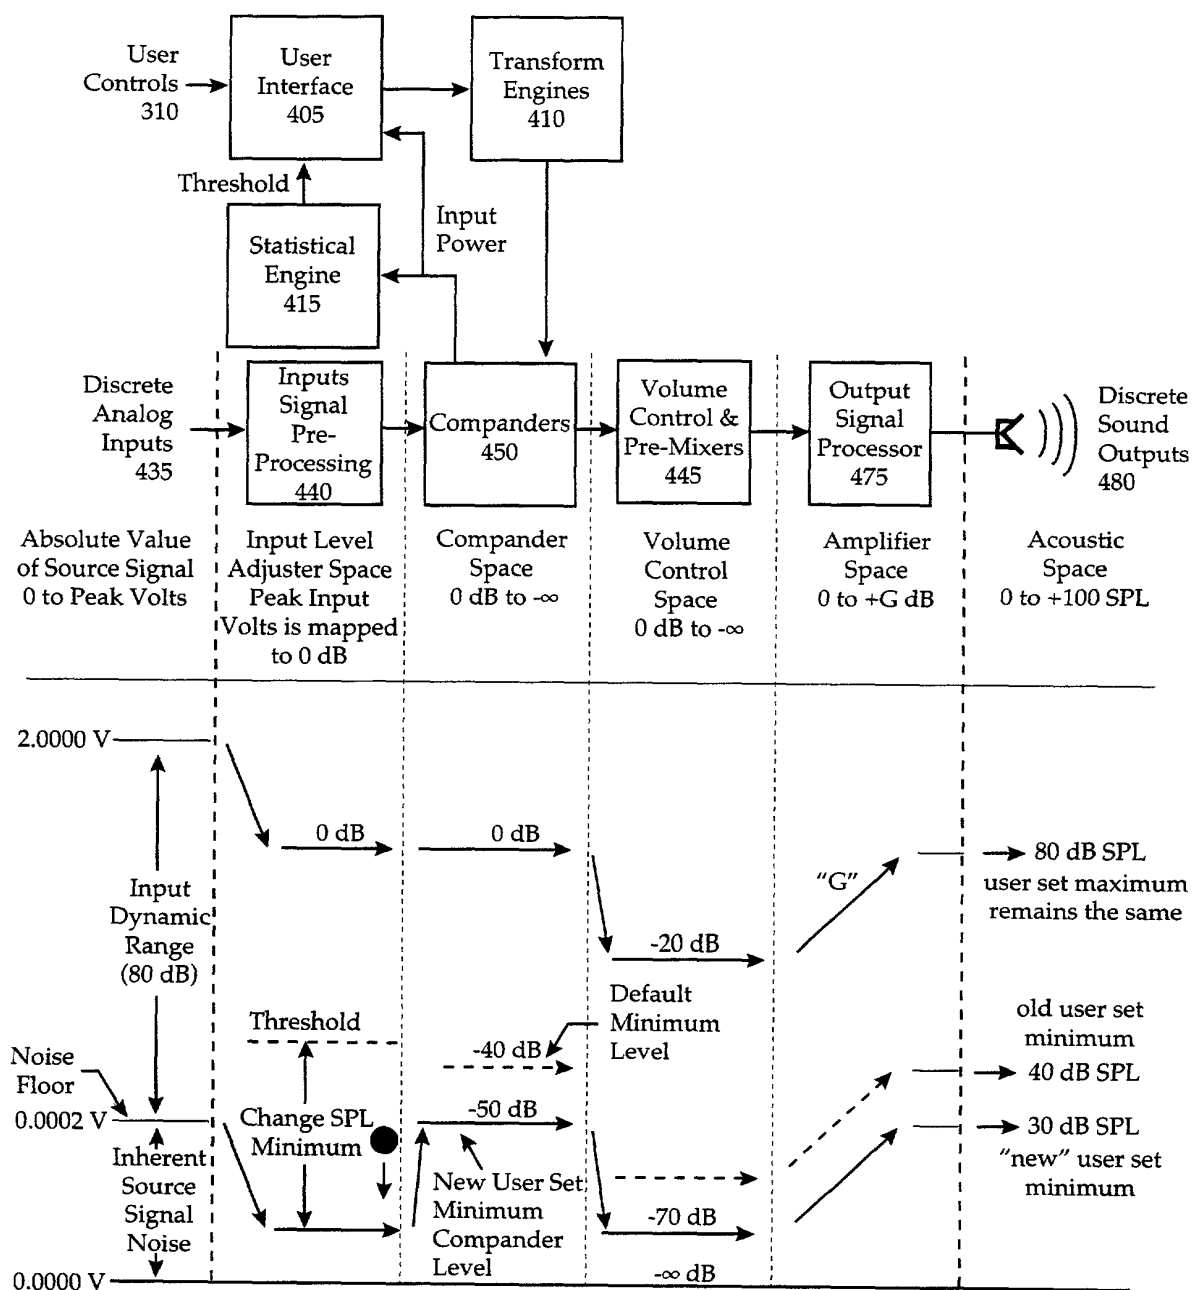 User
Controls
310
User
Interface
405
Transform
Engines
410
Threshold
Input
Power
Statistical
Engine
415
Discrete
Analog
Inputs
435
Inputs
Signal
Pre-
Processing
440
Companders
450
Volume
Control &
Pre-Mixers
445
Output
Signal
Processor
475
Discrete
Sound
Outputs
480
Absolute Value
of Source Signal
0 to Peak Volts
Input Level
Adjuster Space
Peak Input
Volts is mapped
to 0 dB
Compander
Space
0 dB to -∞
Volume
Control
Space
0 dB to -∞
Amplifier
Space
0 to +G dB
Acoustic
Space
0 to +100 SPL
2.0000 V
0 dB
0 dB
"G"
80 dB SPL
user set maximum
remains the same
Input
Dynamic
Range
(80 dB)
-20 dB
Threshold
Default
Minimum
Level
-40 dB
old user set
minimum
40 dB SPL
Noise
Floor
0.0002 V
Change SPL
Minimum
-50 dB
30 dB SPL
"new" user set
minimum
Inherent
Source
Signal
Noise
New User Set
Minimum
Compander
Level
-70 dB
0.0000 V
-∞ dB